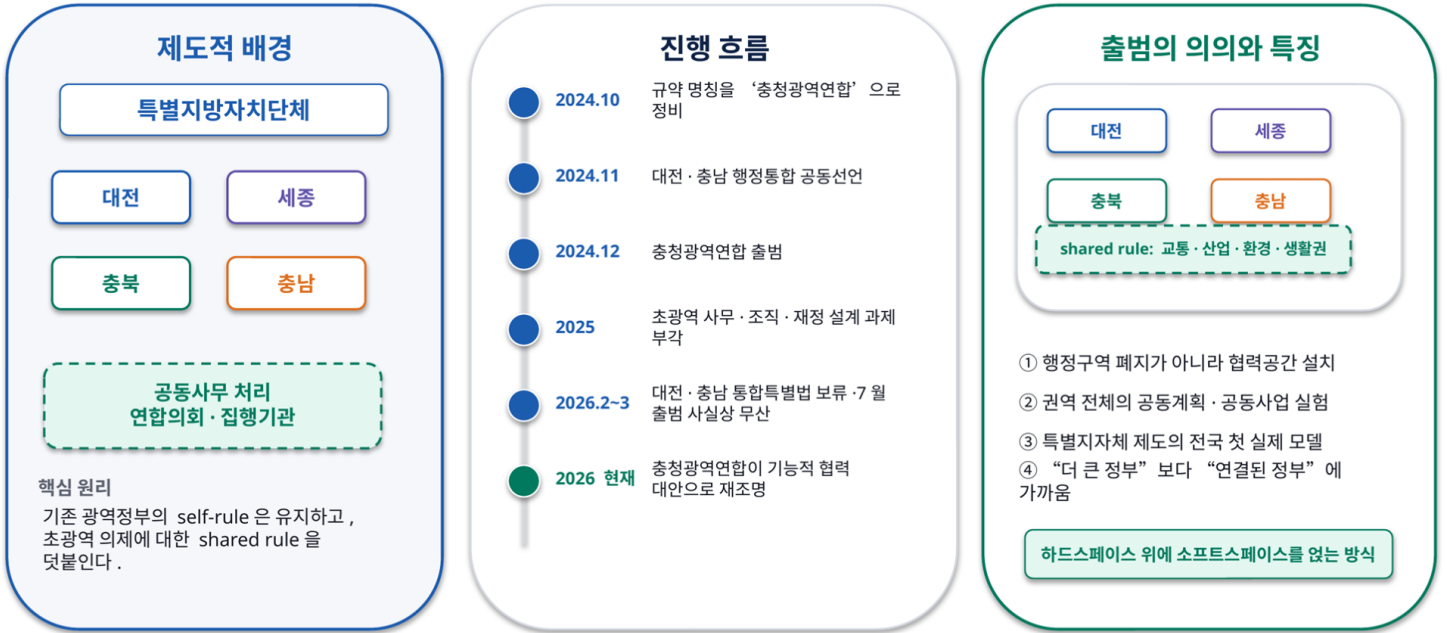 제도적 배경
특별지방자치단체
대전
세종
충북
충남
공동사무 처리
연합의회 · 집행기관
핵심 원리
기존 광역정부의 self-rule 은 유지하고 ,
초광역 의제에 대한 shared rule 을
덧붙인다 .
진행 흐름
2024.10
규약 명칭을 ‘충청광역연합’ 으로
정비
2024.11
대전 · 충남 행정통합 공동선언
2024.12
충청광역연합 출범
2025
초광역 사무 · 조직 · 재정 설계 과제
부각
2026.2~3
대전 · 충남 통합특별법 보류 ·7 월
출범 사실상 무산
2026 현재
충청광역연합이 기능적 협력
대안으로 재조명
출범의 의의와 특징
대전
세종
충북
충남
shared rule: 교통 · 산업 · 환경 · 생활권
① 행정구역 폐지가 아니라 협력공간 설치
② 권역 전체의 공동계획 · 공동사업 실험
③ 특별지자체 제도의 전국 첫 실제 모델
④ “더 큰 정부” 보다 “연결된 정부” 에
가까움
하드스페이스 위에 소프트스페이스를 얹는 방식